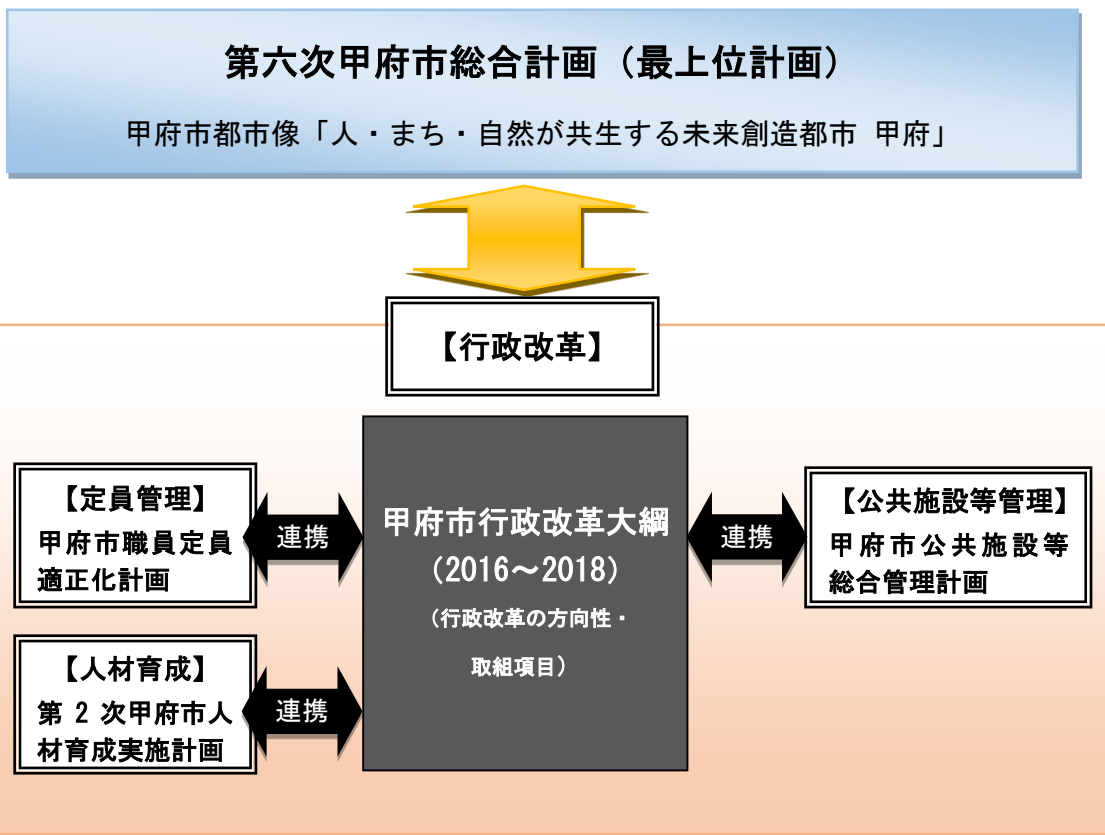 第六次甲府市総合計画（最上位計画）
甲府市都市像「人・まち・自然が共生する未来創造都市 甲府」
【行政改革】
【定員管理】
甲府市職員定員
適正化計画
連携
甲府市行政改革大綱
（2016～2018）
（行政改革の方向性・
取組項目）
連携
【公共施設等管理】
甲府市公共施設等
総合管理計画
【人材育成】
第 2 次甲府市人
材育成実施計画
連携